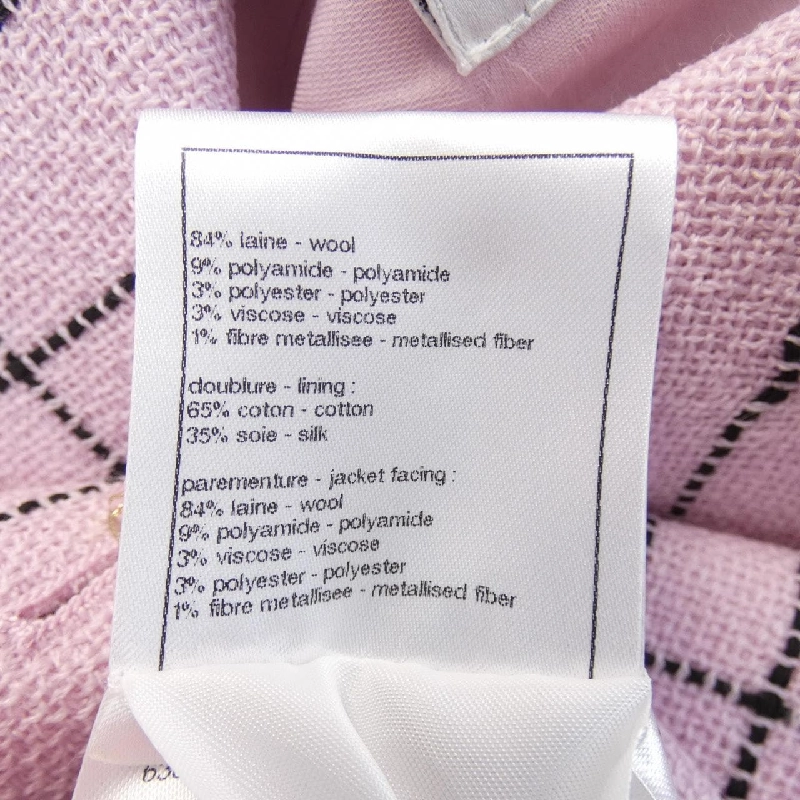 84% laine - wool
9% polyamide - polyamide
3% polyester - polyester
3% viscose - viscose
1% fibre metallisee - metallised fiber
doublure - lining :
65% coton - cotton
35% soie - silk
parementure - jacket facing :
84% laine - wool
9% polyamide - polyamide
3% viscose - viscose
3% polyester - polyester
1% fibre metallisee - metallised fiber